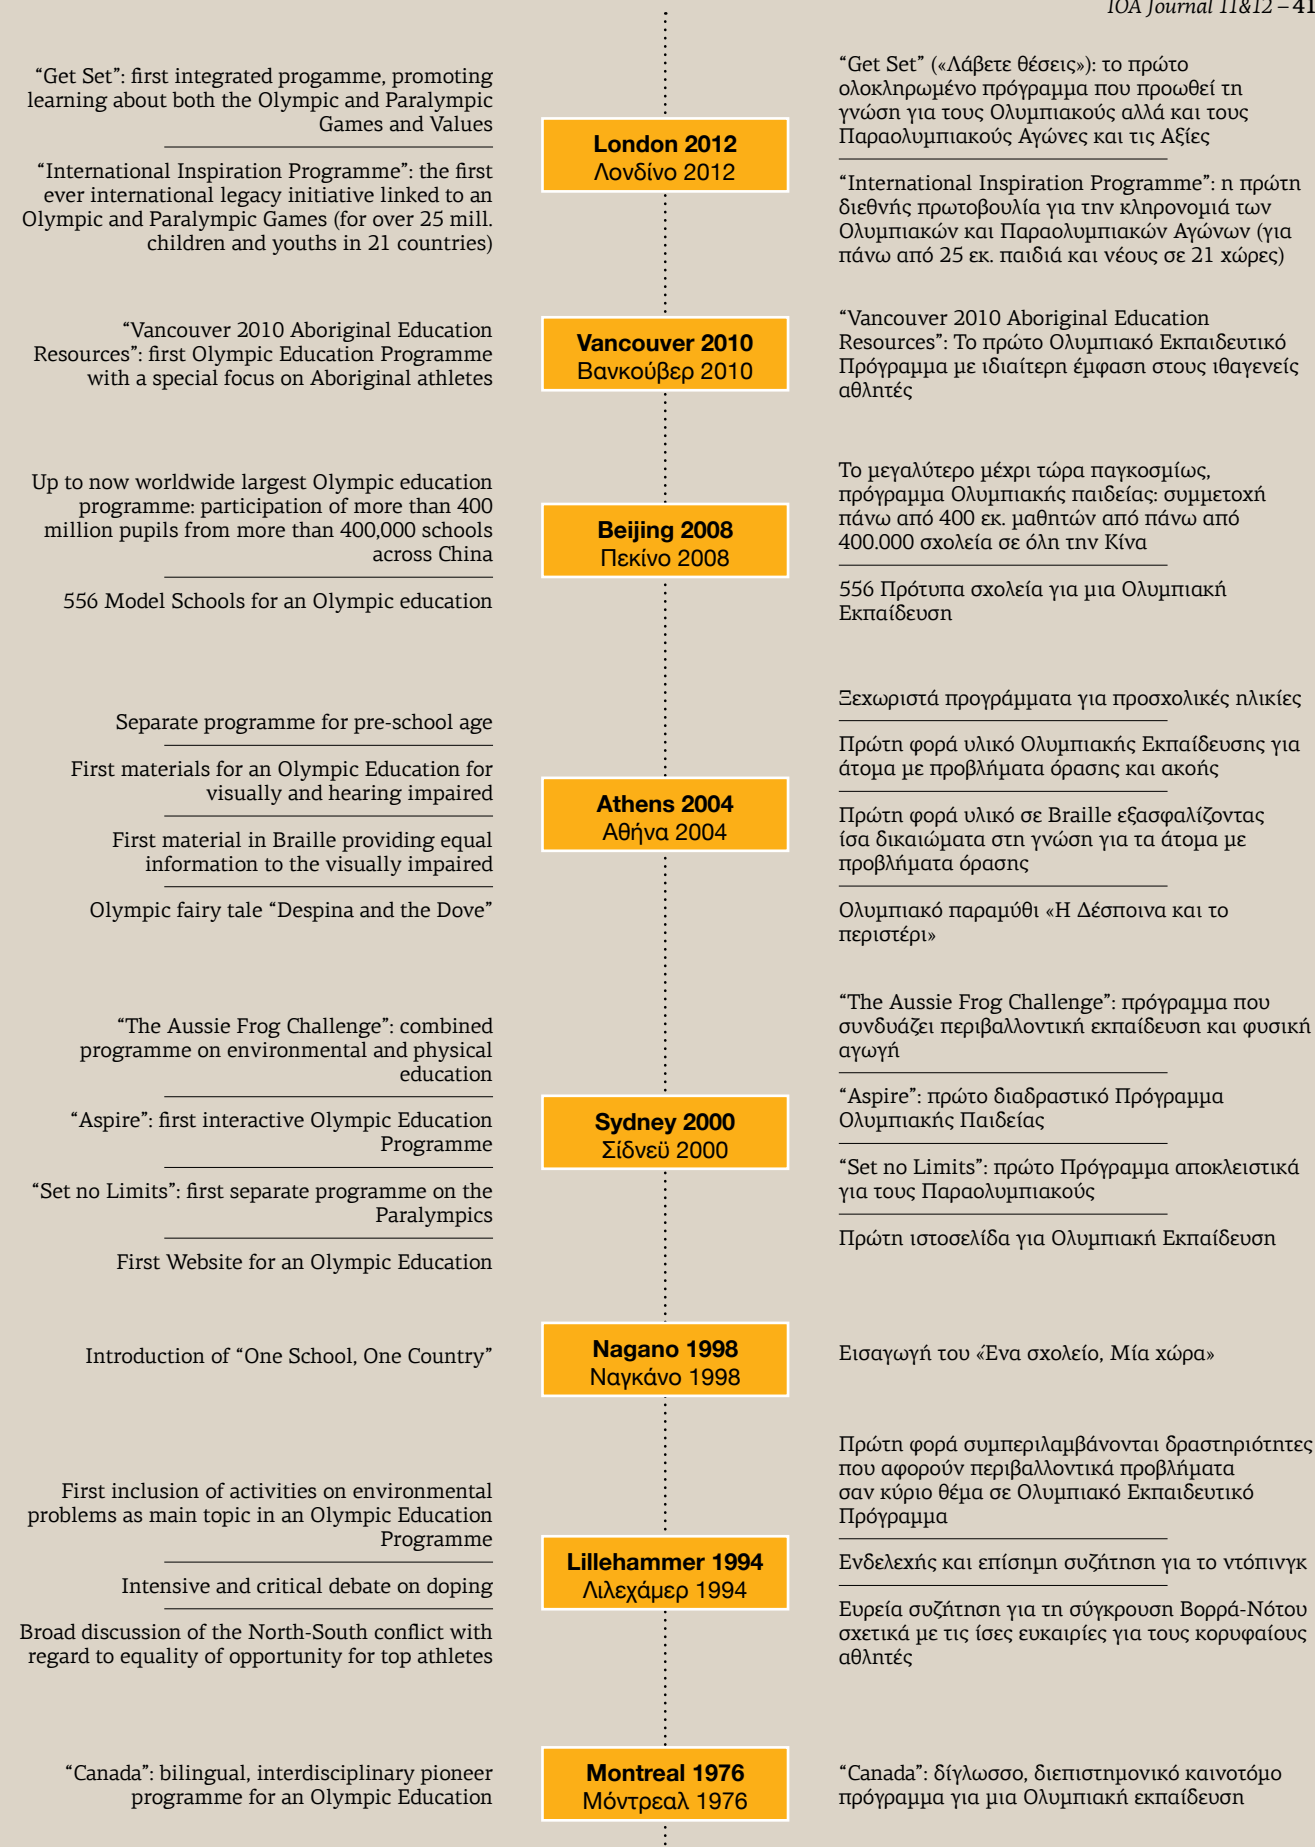 IOA Journal 11&12 – 41
“Get Set”: first integrated progamme, promoting
learning about both the Olympic and Paralympic
Games and Values
“International Inspiration Programme”: the first
ever international legacy initiative linked to an
Olympic and Paralympic Games (for over 25 mill.
children and youths in 21 countries)
London 2012
Λονδίνο 2012
“Get Set” («Λάβετε θέσεις»): το πρώτο
ολοκληρωμένο πρόγραμμα που προωθεί τη
γνώση για τους Ολυμπιακούς αλλά και τους
Παραολυμπιακούς Αγώνες και τις Αξίες
“International Inspiration Programme”: η πρώτη
διεθνής πρωτοβουλία για την κληρονομιά των
Ολυμπιακών και Παραολυμπιακών Αγώνων (για
πάνω από 25 εκ. παιδιά και νέους σε 21 χώρες)
“Vancouver 2010 Aboriginal Education
Resources”: first Olympic Education Programme
with a special focus on Aboriginal athletes
Vancouver 2010
Βανκούβερ 2010
“Vancouver 2010 Aboriginal Education
Resources”: Το πρώτο Ολυμπιακό Εκπαιδευτικό
Πρόγραμμα με ιδιαίτερη έμφαση στους ιθαγενείς
αθλητές
Up to now worldwide largest Olympic education
programme: participation of more than 400
million pupils from more than 400,000 schools
across China
556 Model Schools for an Olympic education
Beijing 2008
Πεκίνο 2008
Το μεγαλύτερο μέχρι τώρα παγκοσμίως,
πρόγραμμα Ολυμπιακής παιδείας: συμμετοχή
πάνω από 400 εκ. μαθητών από πάνω από
400.000 σχολεία σε όλη την Κίνα
556 Πρότυπα σχολεία για μια Ολυμπιακή
Εκπαίδευση
Separate programme for pre-school age
First materials for an Olympic Education for
visually and hearing impaired
First material in Braille providing equal
information to the visually impaired
Olympic fairy tale “Despina and the Dove”
Athens 2004
Αθήνα 2004
Ξεχωριστά προγράμματα για προσχολικές ηλικίες
Πρώτη φορά υλικό Ολυμπιακής Εκπαίδευσης για
άτομα με προβλήματα όρασης και ακοής
Πρώτη φορά υλικό σε Braille εξασφαλίζοντας
ίσα δικαιώματα στη γνώση για τα άτομα με
προβλήματα όρασης
Ολυμπιακό παραμύθι «Η Δέσποινα και το
περιστέρι»
“The Aussie Frog Challenge”: combined
programme on environmental and physical
education
“Aspire”: first interactive Olympic Education
Programme
“Set no Limits”: first separate programme on the
Paralympics
First Website for an Olympic Education
Sydney 2000
Σίδνεϋ 2000
“The Aussie Frog Challenge”: πρόγραμμα που
συνδυάζει περιβαλλοντική εκπαίδευση και φυσική
αγωγή
“Aspire”: πρώτο διαδραστικό Πρόγραμμα
Ολυμπιακής Παιδείας
“Set no Limits”: πρώτο Πρόγραμμα αποκλειστικά
για τους Παραολυμπιακούς
Πρώτη ιστοσελίδα για Ολυμπιακή Εκπαίδευση
Introduction of “One School, One Country”
Nagano 1998
Ναγκάνο 1998
Εισαγωγή του «Ένα σχολείο, Μία χώρα»
First inclusion of activities on environmental
problems as main topic in an Olympic Education
Programme
Intensive and critical debate on doping
Broad discussion of the North-South conflict with
regard to equality of opportunity for top athletes
Lillehammer 1994
Λιλεχάμερ 1994
Πρώτη φορά συμπεριλαμβάνονται δραστηριότητες
που αφορούν περιβαλλοντικά προβλήματα
σαν κύριο θέμα σε Ολυμπιακό Εκπαιδευτικό
Πρόγραμμα
Ενδελεχής και επίσημη συζήτηση για το ντόπινγκ
Ευρεία συζήτηση για τη σύγκρουση Βορρά-Νότου
σχετικά με τις ίσες ευκαιρίες για τους κορυφαίους
αθλητές
“Canada”: bilingual, interdisciplinary pioneer
programme for an Olympic Education
Montreal 1976
Μόντρεαλ 1976
“Canada”: δίγλωσσο, διεπιστημονικό καινοτόμο
πρόγραμμα για μια Ολυμπιακή εκπαίδευση